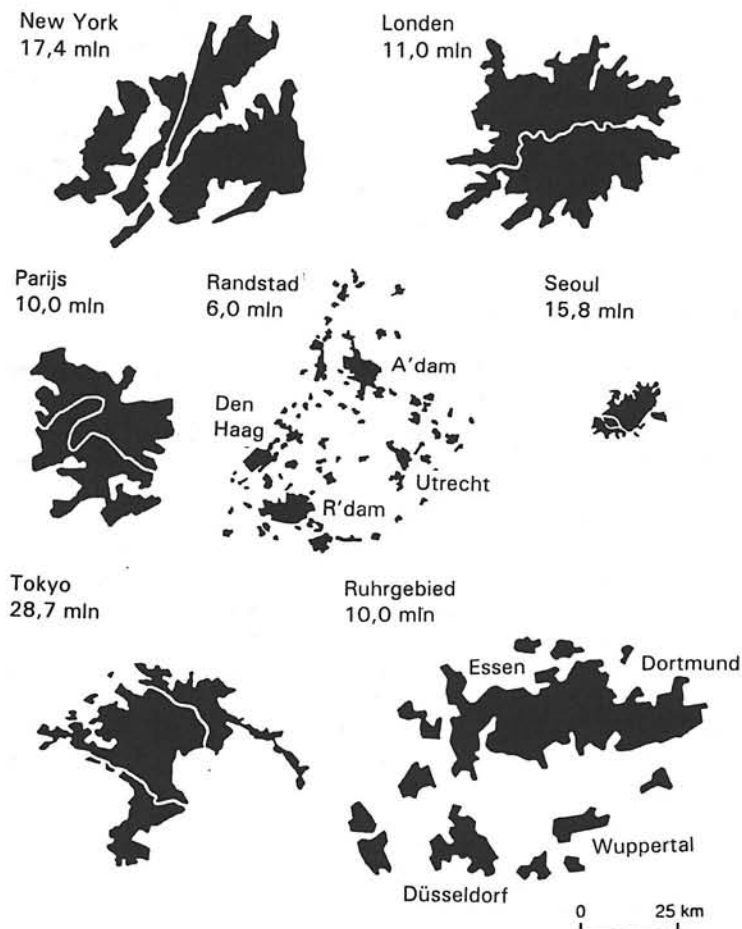 New York
17,4 mln
Londen
11,0 mln
Parijs
10,0 mln
Randstad
6,0 mln
A'dam
Den
Haag
Utrecht
R'dam
Seoul
15,8 mln
Tokyo
28,7 mln
Ruhrgebied
10,0 mln
Essen
Dortmund
Wuppertal
Düsseldorf
0 25 km